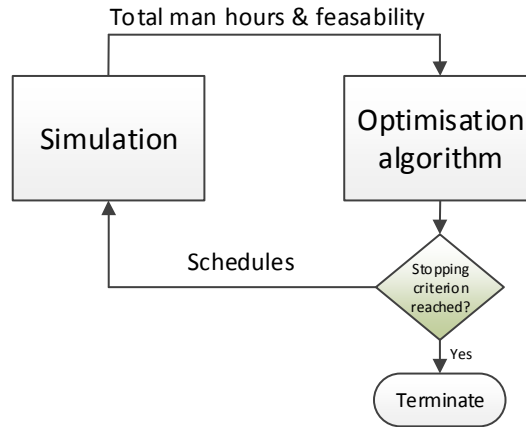 Total man hours & feasability
Simulation
Optimisation
algorithm
Schedules
Stopping
criterion
reached?
Yes
Terminate